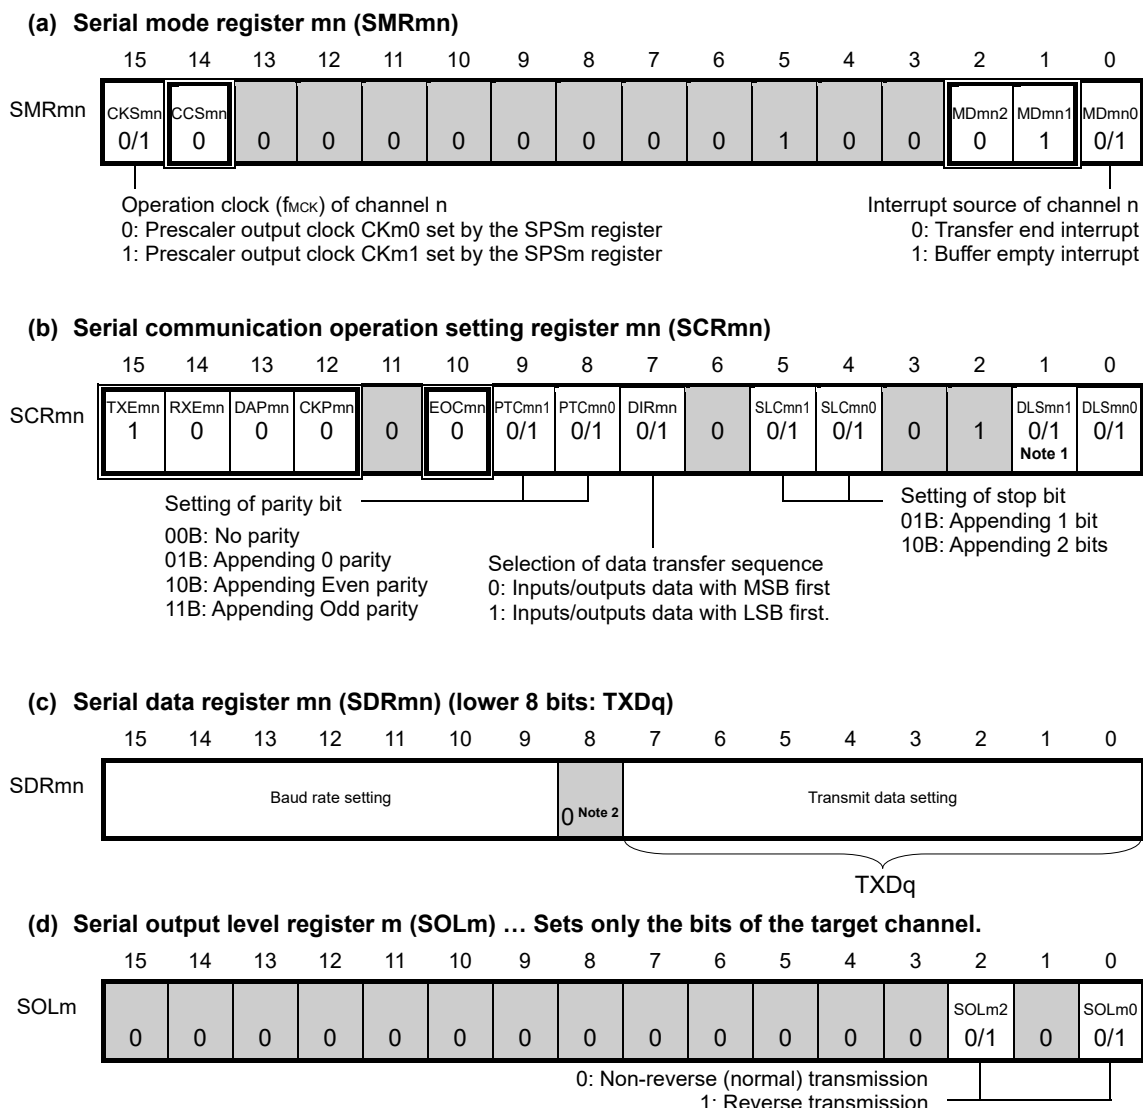 (a) Serial mode register mn (SMRmn)
15 14 13 12 11 10 9 8 7 6 5 4 3 2 1 0
SMRmn CKSmn CCSmn MDmn2 MDmn1 MDmn0
0/1 0 0 0 0 0 0 0 0 0 1 0 0 0 1 0/1
Operation clock (fMCK) of channel n
0: Prescaler output clock CKm0 set by the SPSm register
1: Prescaler output clock CKm1 set by the SPSm register
Interrupt source of channel n
0: Transfer end interrupt
1: Buffer empty interrupt
(b) Serial communication operation setting register mn (SCRmn)
15 14 13 12 11 10 9 8 7 6 5 4 3 2 1 0
SCRmn TXEmn RXEmn DAPmn CKPmn EOCmn PTCmn1 PTCmn0 DIRmn SLCmn1 SLCmn0 DLSmn1 DLSmn0
1 0 0 0 0 0 0/1 0/1 0/1 0 0/1 0/1 0 1 0/1 0/1
Note 1
Setting of parity bit
00B: No parity
01B: Appending 0 parity
10B: Appending Even parity
11B: Appending Odd parity
Selection of data transfer sequence
0: Inputs/outputs data with MSB first
1: Inputs/outputs data with LSB first.
Setting of stop bit
01B: Appending 1 bit
10B: Appending 2 bits
(c) Serial data register mn (SDRmn) (lower 8 bits: TXDq)
15 14 13 12 11 10 9 8 7 6 5 4 3 2 1 0
SDRmn Baud rate setting 0 Note 2 Transmit data setting
TXDq
(d) Serial output level register m (SOLm) … Sets only the bits of the target channel.
15 14 13 12 11 10 9 8 7 6 5 4 3 2 1 0
SOLm SOLm2 SOLm0
0 0 0 0 0 0 0 0 0 0 0 0 0 0/1 0 0/1
0: Non-reverse (normal) transmission
1: Reverse transmission